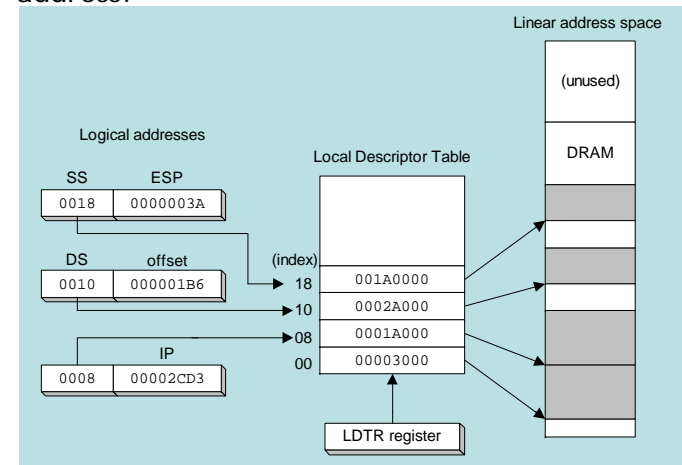 address.
Linear address space
(unused)
Logical addresses
Local Descriptor Table
DRAM
SS ESP
0018 0000003A
DS offset
(index)
0010 000001B6
18 001A0000
10 0002A000
08 0001A000
IP
00 00003000
0008 00002CD3
LDTR register